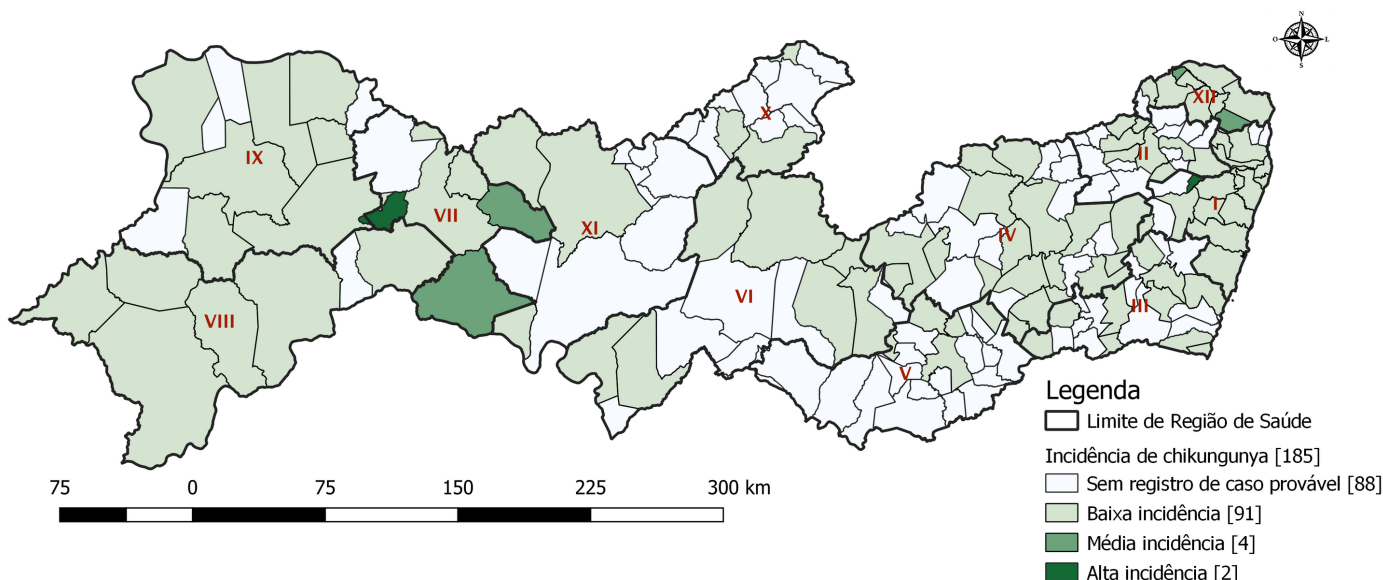 N
O L
S
X
XII
II
IX
I
VII
XI
IV
VI
III
VIII
V
Legenda
Limite de Região de Saúde
Incidência de chikungunya [185]
Sem registro de caso provável [88]
Baixa incidência [91]
Média incidência [4]
Alta incidência [2]
75 0 75 150 225 300 km